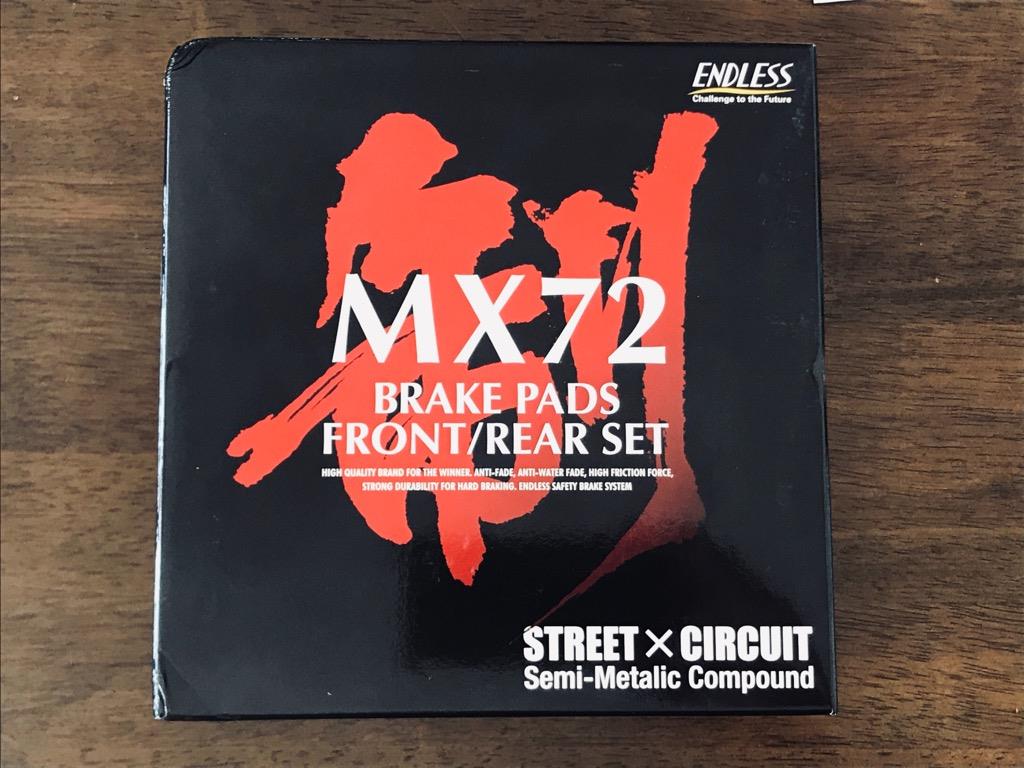 ENDLESS
Challenge to the Future
制
MX72
BRAKE PADS
FRONT/REAR SET
HIGH QUALITY BRAND FOR THE WINNER. ANTI-FADE, ANTI-WATER FADE, HIGH FRICTION FORCE,
STRONG DURABILITY FOR HARD BRAKING. ENDLESS SAFETY BRAKE SYSTEM
STREET×CIRCUIT
Semi-Metalic Compound